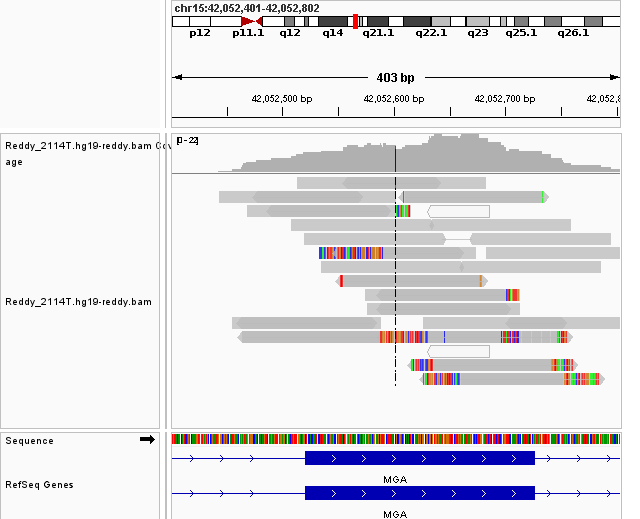 chr15:42,052,401-42,052,802
p12 p11.1 q12 q14 q21.1 q22.1 q23 q25.1 q26.1
403 bp
42,052,500 bp 42,052,600 bp 42,052,700 bp 42,052,8
Reddy_2114T.hg19-reddy.bam Cov
age
[0-22]
Reddy_2114T.hg19-reddy.bam
Sequence
RefSeq Genes
MGA
MGA